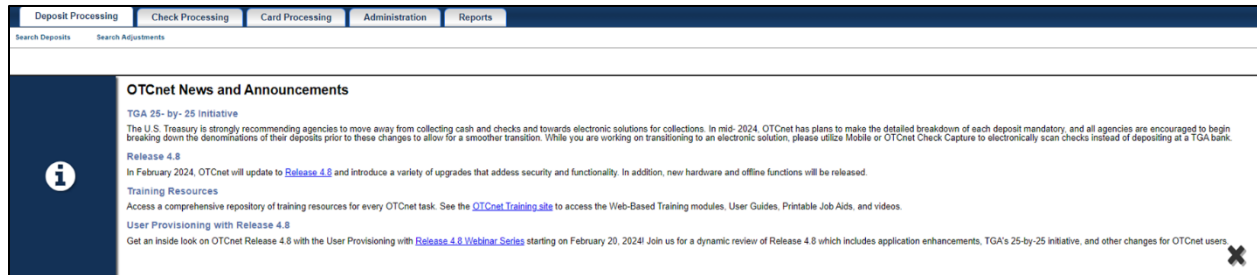 Deposit Processing Check Processing Card Processing Administration Reports
Search Deposits Search Adjustments
OTCnet News and Announcements
TGA 25- by- 25 Initiative
The U.S. Treasury is strongly recommending agencies to move away from collecting cash and checks and towards electronic solutions for collections. In mid- 2024, OTCnet has plans to make the detailed breakdown of each deposit mandatory, and all agencies are encouraged to begin
breaking down the denominations of their deposits prior to these changes to allow for a smoother transition. While you are working on transitioning to an electronic solution, please utilize Mobile or OTCnet Check Capture to electronically scan checks instead of depositing at a TGA bank.
Release 4.8
In February 2024, OTCnet will update to Release 4.8 and introduce a variety of upgrades that addess security and functionality. In addition, new hardware and offline functions will be released.
Training Resources
Access a comprehensive repository of training resources for every OTCnet task. See the OTCnet Training site to access the Web-Based Training modules, User Guides, Printable Job Aids, and videos.
User Provisioning with Release 4.8
Get an inside look on OTCnet Release 4.8 with the User Provisioning with Release 4.8 Webinar Series starting on February 20, 2024! Join us for a dynamic review of Release 4.8 which includes application enhancements, TGA's 25-by-25 initiative, and other changes for OTCnet users.